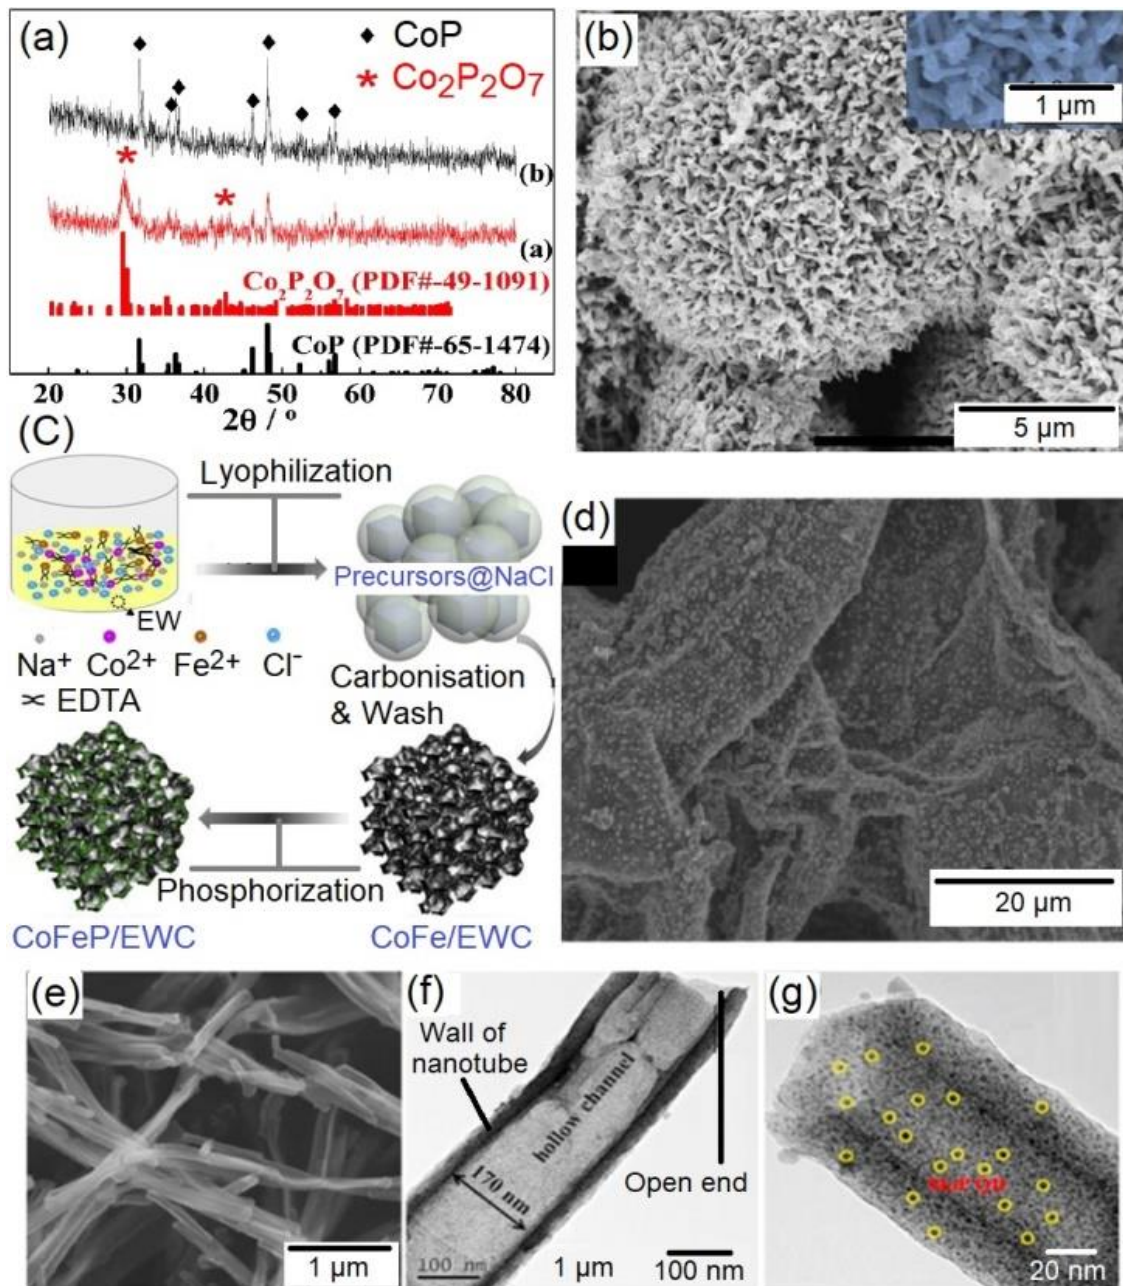 (a)
◆ CoP
* Co₂P₂O₇
(b)
(a)
Co₂P₂O₇ (PDF#-49-1091)
CoP (PDF#-65-1474)
20 30 40 50 60 70 80
2θ / °
(b)
1 μm
5 μm
(C)
Lyophilization
Precursors@NaCl
EW
Na⁺ Co²⁺ Fe²⁺ Cl⁻
EDTA
Carbonisation
& Wash
Phosphorization
CoFeP/EWC
CoFe/EWC
(d)
20 μm
(e)
1 μm
(f)
Wall of
nanotube
hollow channel
170 nm
Open end
100 nm
1 μm
100 nm
(g)
20 nm